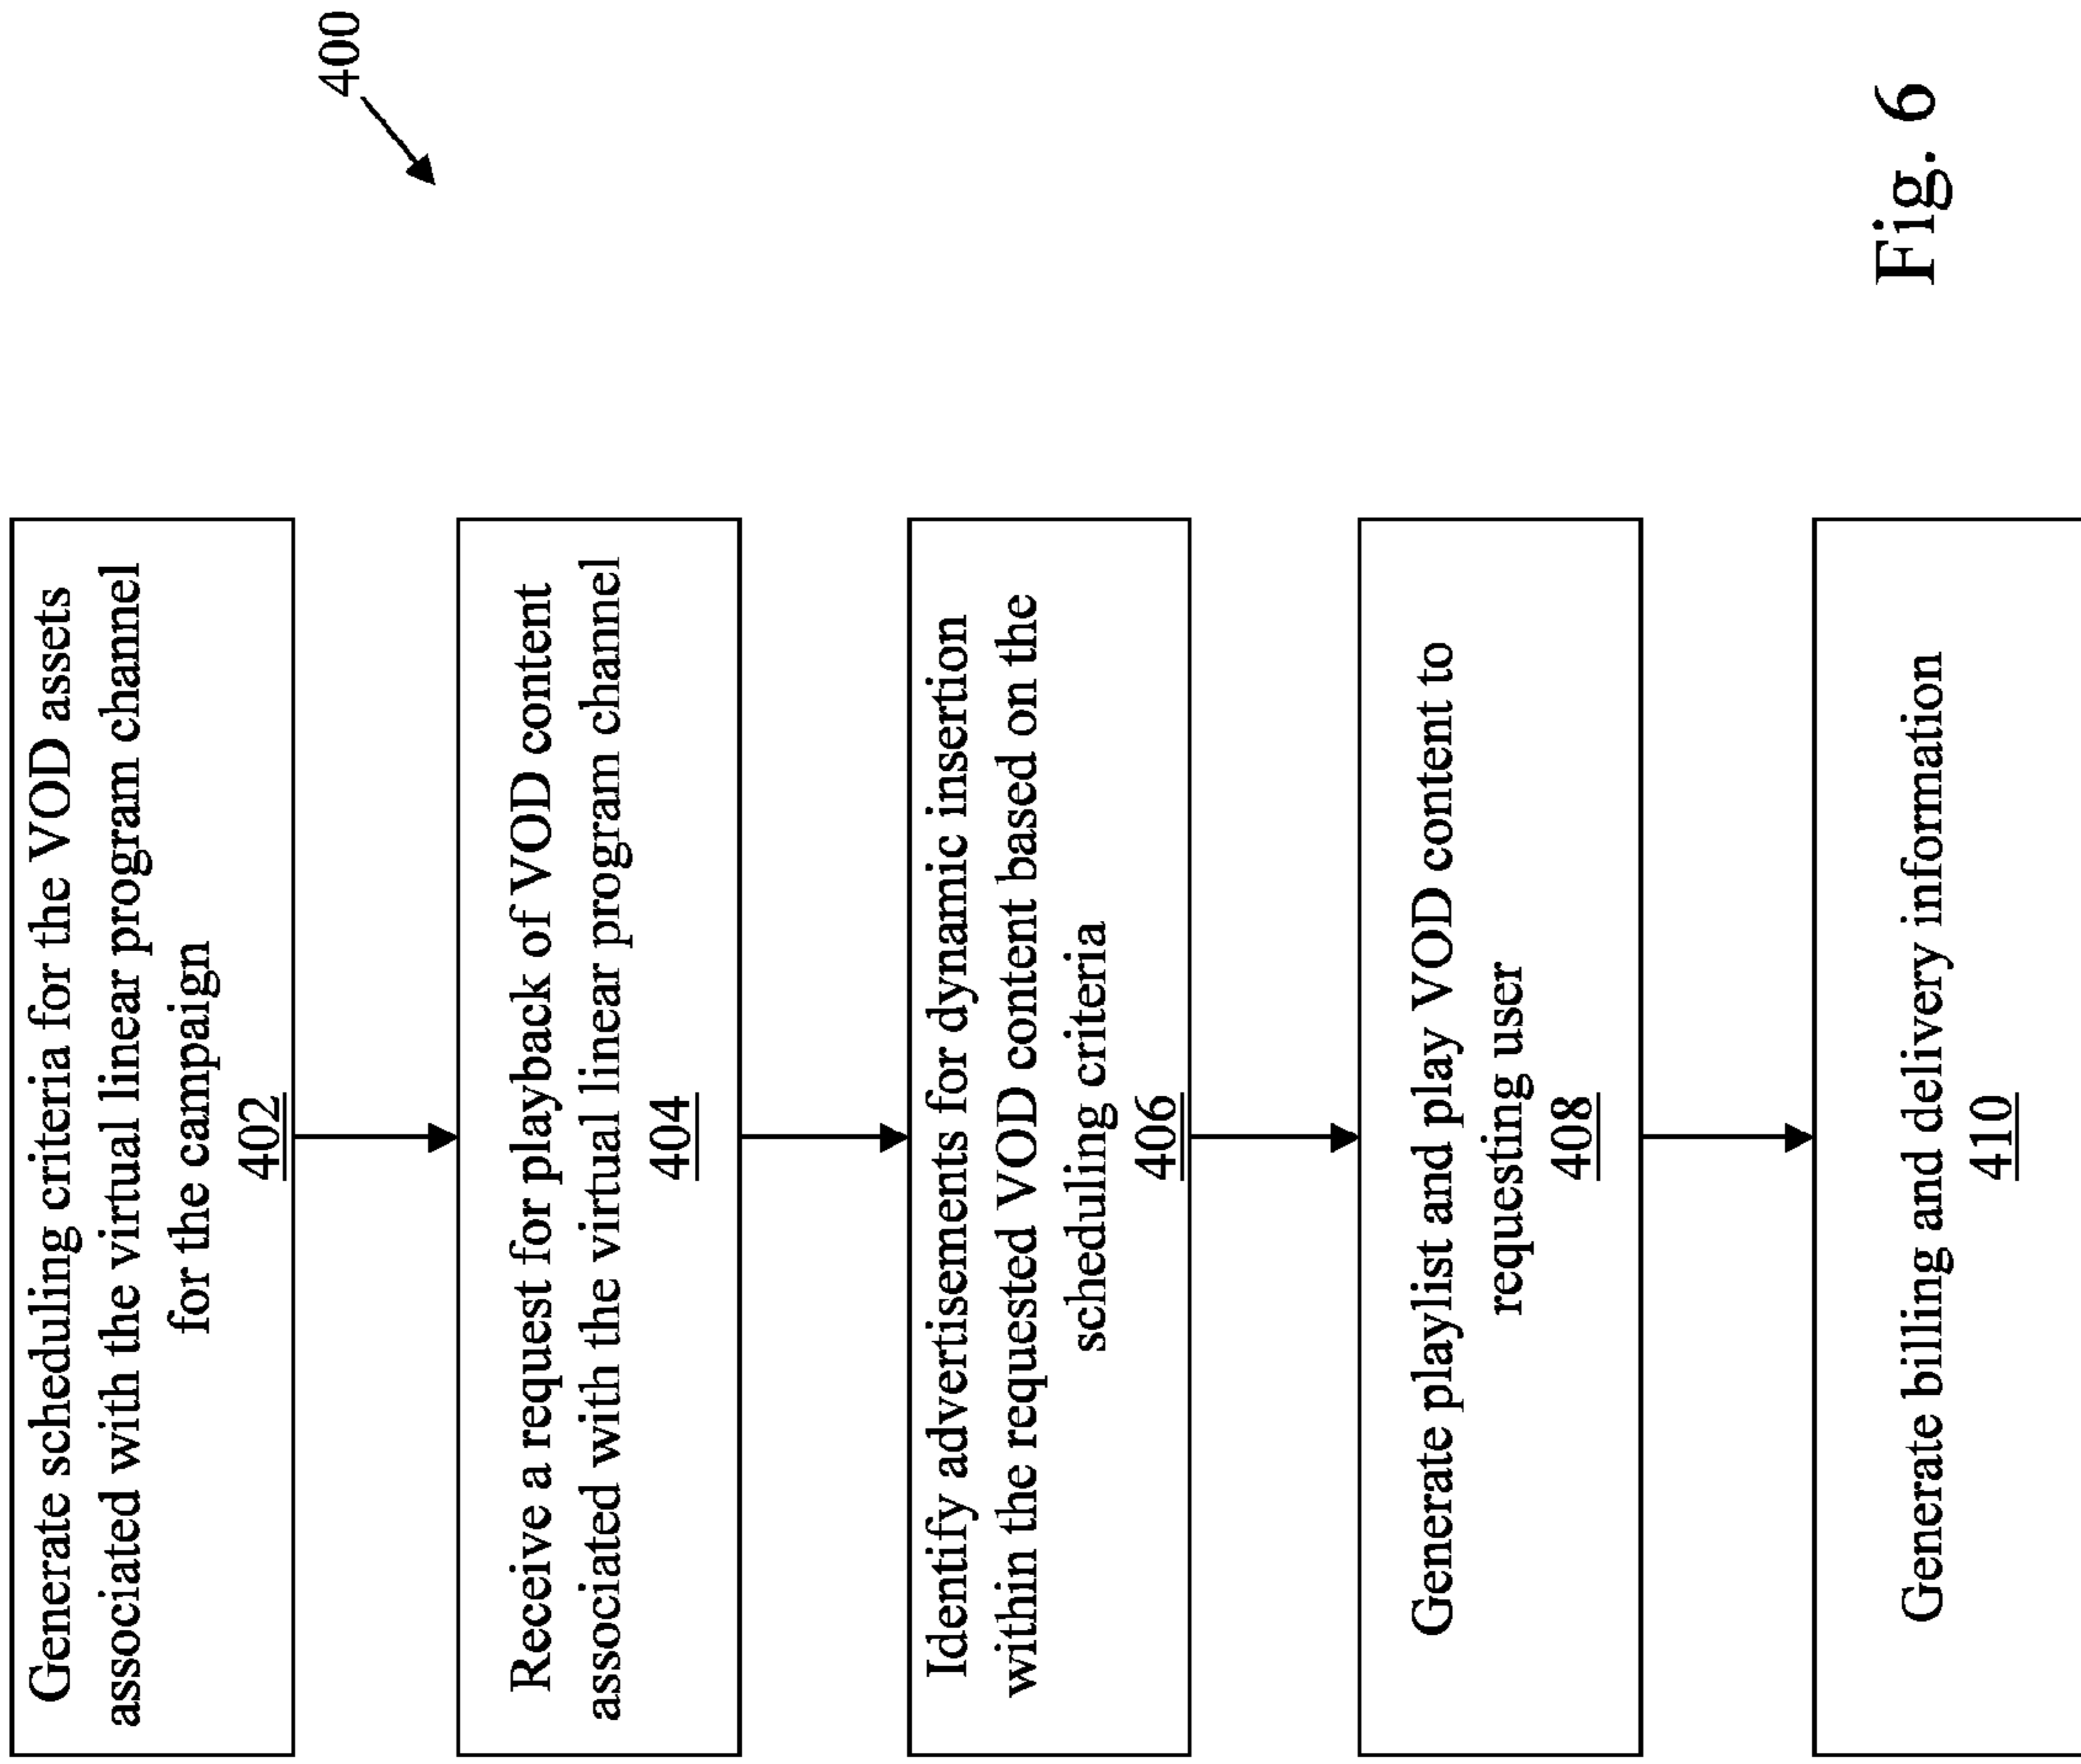 400
Generate scheduling criteria for the VOD assets
associated with the virtual linear program channel
for the campaign
402
Receive a request for playback of VOD content
associated with the virtual linear program channel
404
Identify advertisements for dynamic insertion
within the requested VOD content based on the
scheduling criteria
406
Generate playlist and play VOD content to
requesting user
408
Generate billing and delivery information
410
Fig. 6